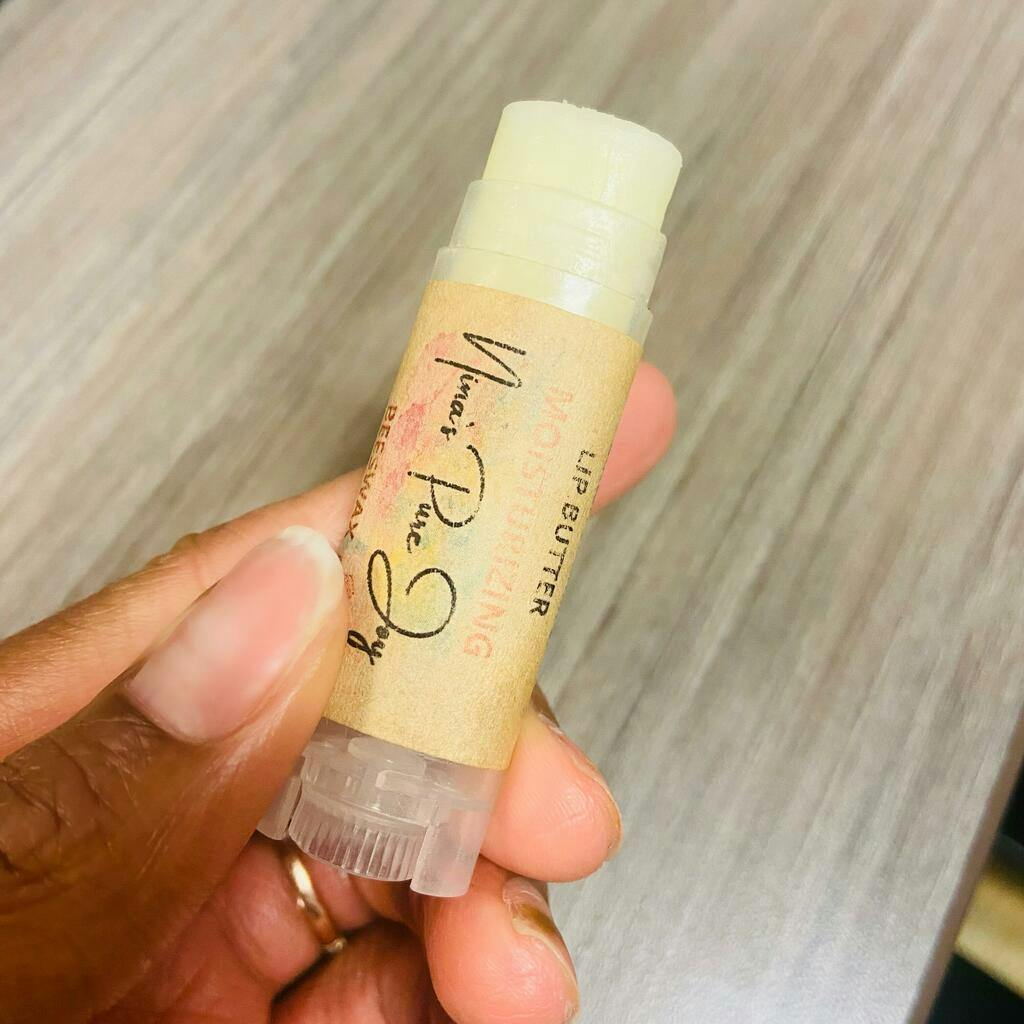 LIP BUTTER
MOISTURIZING
Nina's Pure Joy
BEESWAX